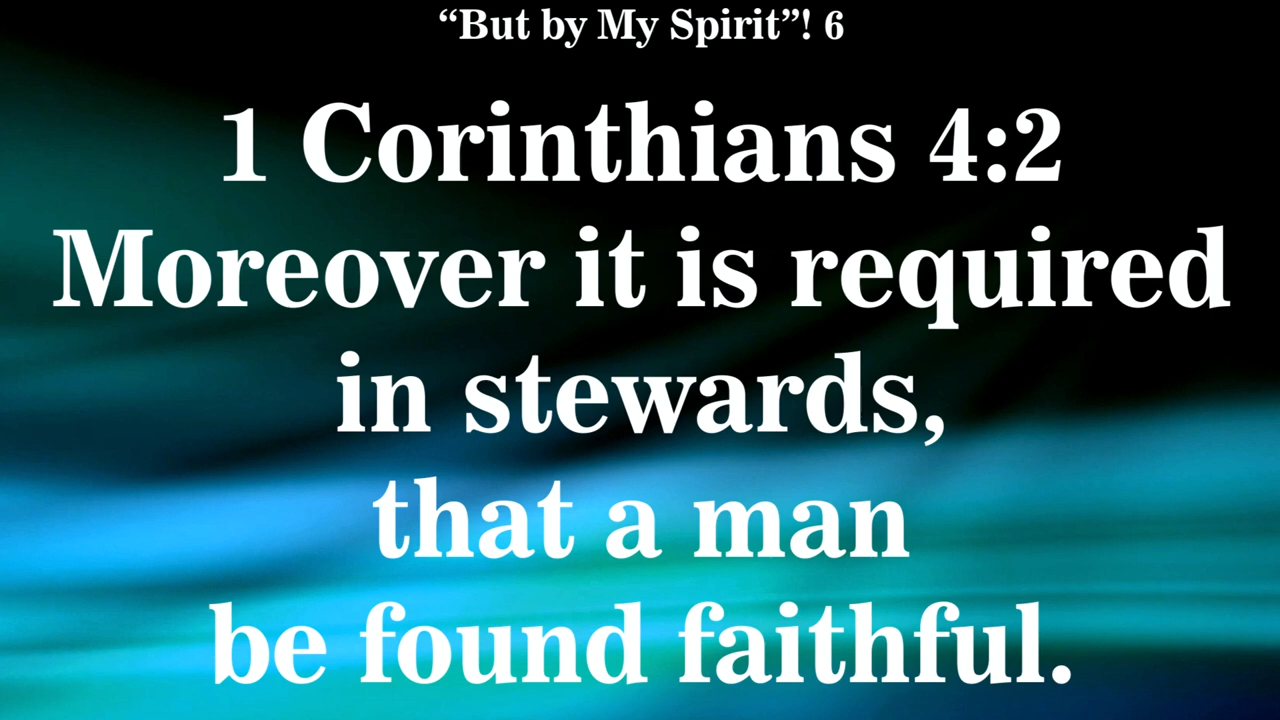 “But by My Spirit”! 6
1 Corinthians 4:2
Moreover it is required
in stewards,
that a man
be found faithful.